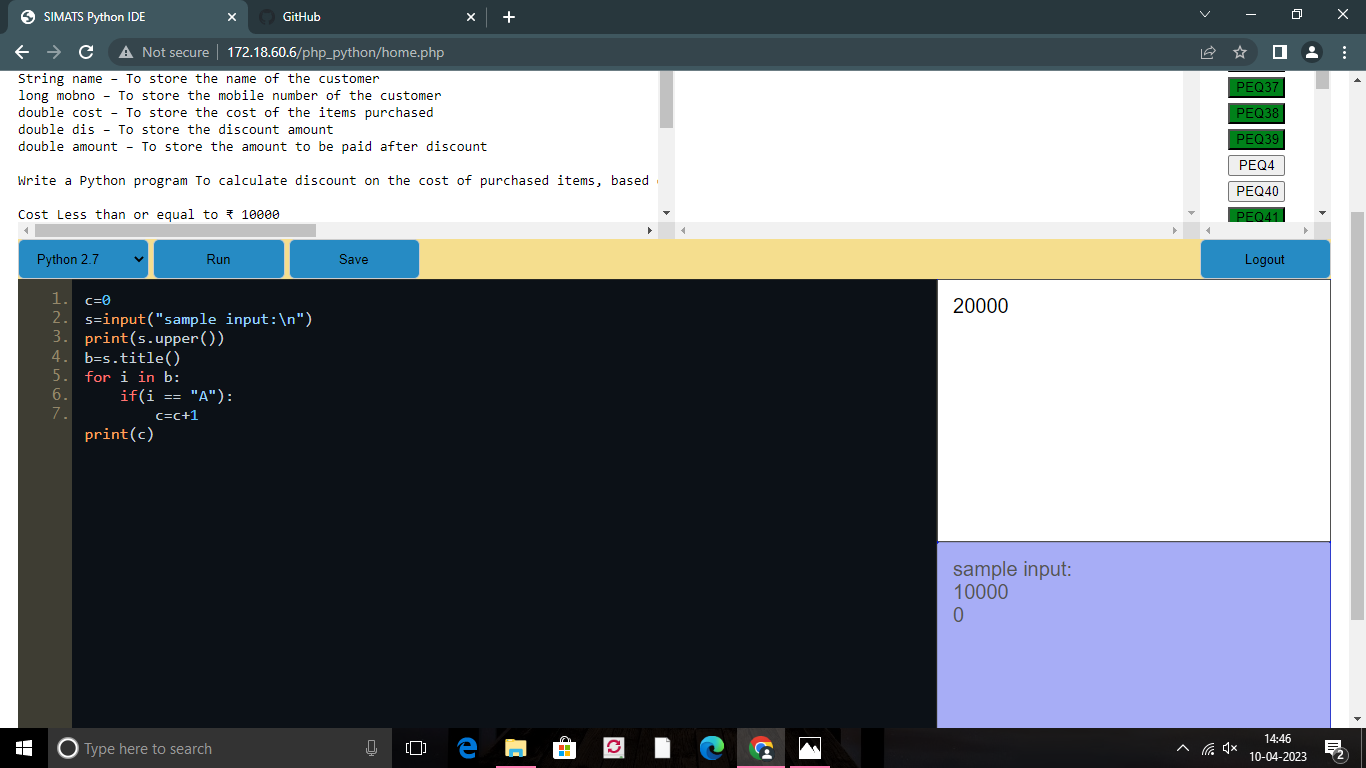 SIMATS Python IDE
GitHub
Not secure 172.18.60.6/php_python/home.php
String name – To store the name of the customer
long mobno – To store the mobile number of the customer
double cost – To store the cost of the items purchased
double dis – To store the discount amount
double amount – To store the amount to be paid after discount
Write a Python program To calculate discount on the cost of purchased items, based
Cost Less than or equal to ₹ 10000
PEQ37
PEQ38
PEQ39
PEQ4
PEQ40
PEQ41
Python 2.7 Run Save Logout
1. c=0
2. s=input("sample input:\n")
3. print(s.upper())
4. b=s.title()
5. for i in b:
6. if(i == "A"):
7. c=c+1
print(c)
20000
sample input:
10000
0
Type here to search
14:46
10-04-2023
2